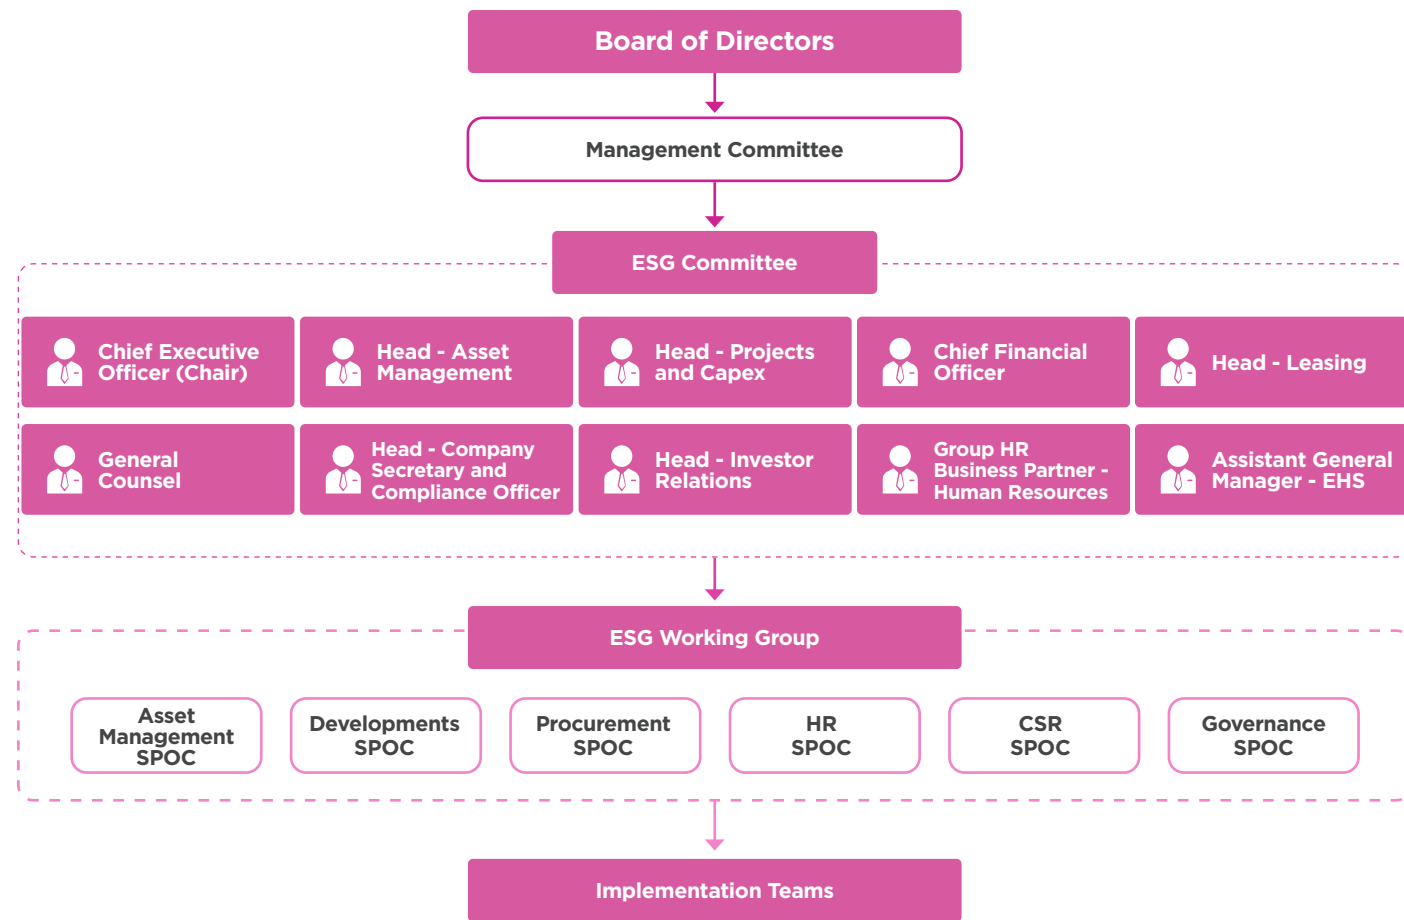 Board of Directors
Management Committee
ESG Committee
Chief Executive
Officer (Chair)
Head - Asset
Management
Head - Projects
and Capex
Chief Financial
Officer
Head - Leasing
General
Counsel
Head - Company
Secretary and
Compliance Officer
Head - Investor
Relations
Group HR
Business Partner -
Human Resources
Assistant General
Manager - EHS
ESG Working Group
Asset
Management
SPOC
Developments
SPOC
Procurement
SPOC
HR
SPOC
CSR
SPOC
Governance
SPOC
Implementation Teams